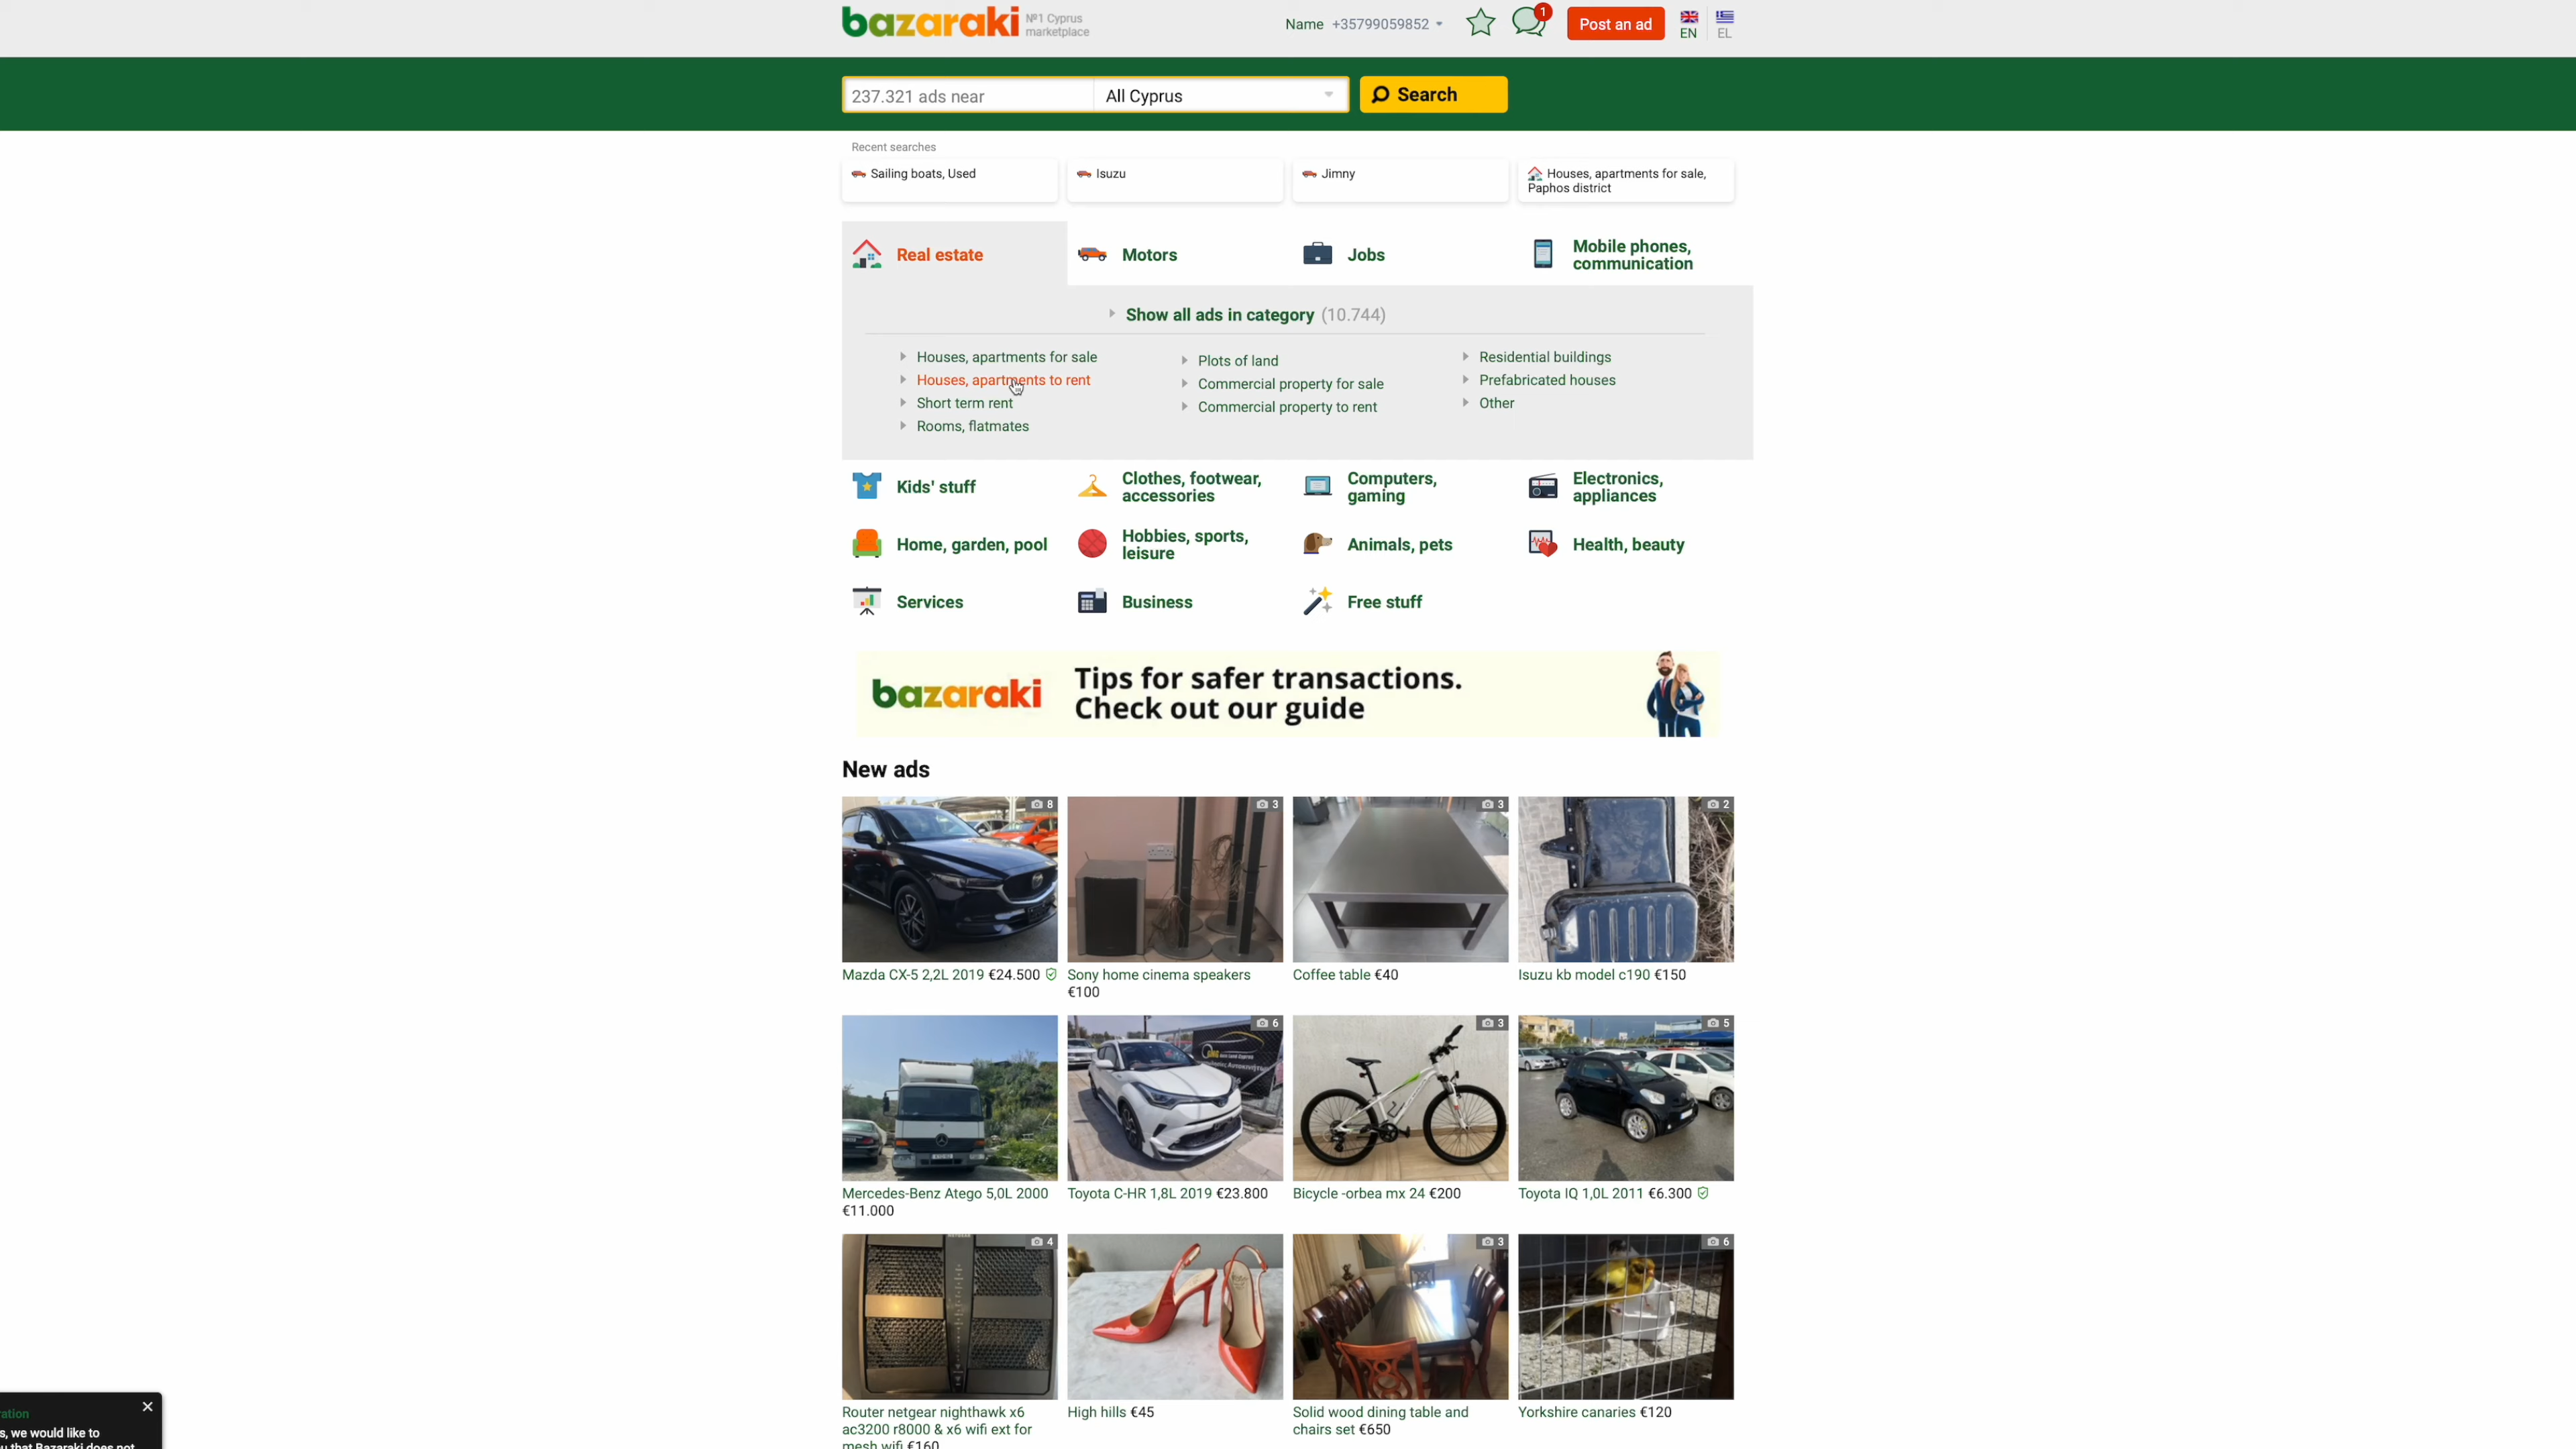 bazaraki Nº1 Cyprus
marketplace
Name +35799059852
1
Post an ad
EN
EL
237.321 ads near
All Cyprus
Search
Recent searches
Sailing boats, Used
Isuzu
Jimny
Houses, apartments for sale,
Paphos district
Real estate
Motors
Jobs
Mobile phones,
communication
Show all ads in category (10.744)
Houses, apartments for sale
Houses, apartments to rent
Short term rent
Rooms, flatmates
Plots of land
Commercial property for sale
Commercial property to rent
Residential buildings
Prefabricated houses
Other
Kids' stuff
Clothes, footwear,
accessories
Computers,
gaming
Electronics,
appliances
Home, garden, pool
Hobbies, sports,
leisure
Animals, pets
Health, beauty
Services
Business
Free stuff
bazaraki
Tips for safer transactions.
Check out our guide
New ads
8
3
3
2
Mazda CX-5 2,2L 2019 €24.500
Sony home cinema speakers
€100
Coffee table €40
Isuzu kb model c190 €150
6
3
5
Mercedes-Benz Atego 5,0L 2000
€11.000
Toyota C-HR 1,8L 2019 €23.800
Bicycle -orbea mx 24 €200
Toyota IQ 1,0L 2011 €6.300
4
3
6
Router netgear nighthawk x6
ac3200 r8000 & x6 wifi ext for
mesh wifi €160
High hills €45
Solid wood dining table and
chairs set €650
Yorkshire canaries €120
ation
s, we would like to
u that Bazaraki does not